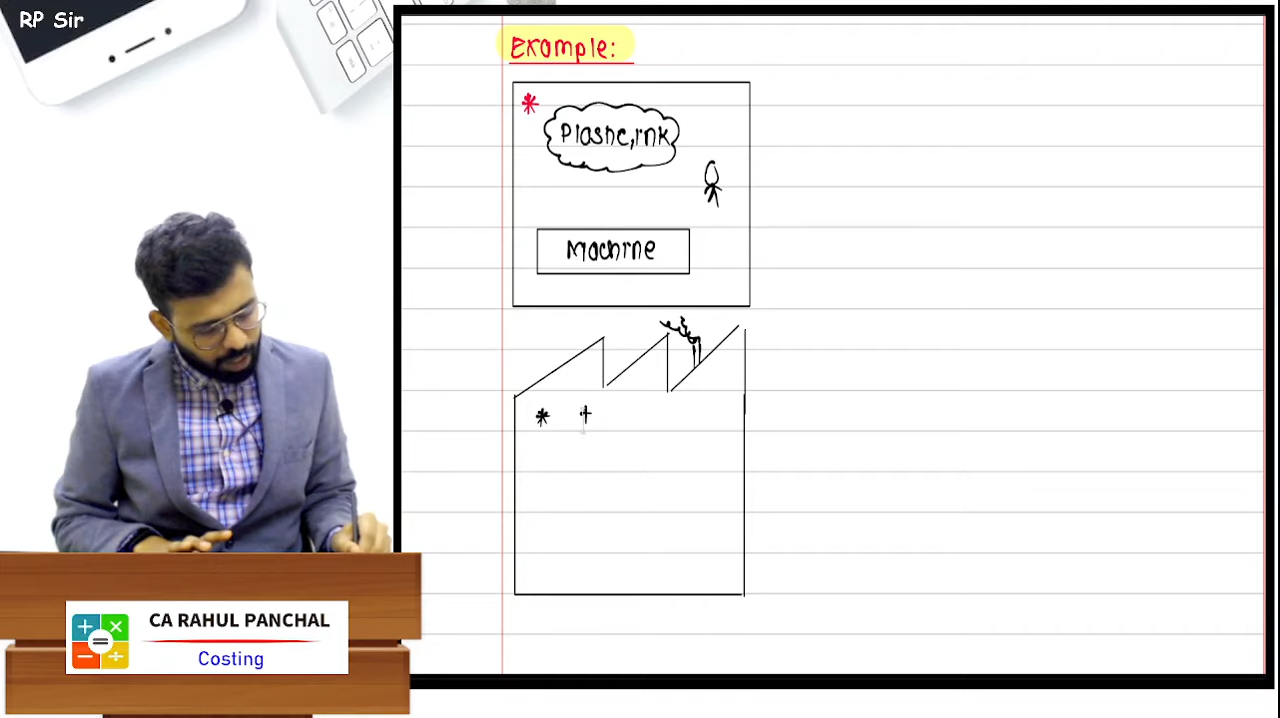 RP Sir
Example:
*
Plastic, ink
Machine
* +
CA RAHUL PANCHAL
Costing